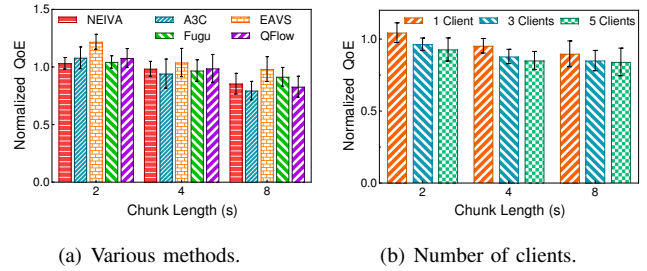 NEIVA A3C EAVS
Fugu QFlow
Normalized QoE
1.5
1.0
0.5
0.0
2 4 8
Chunk Length (s)
(a) Various methods.
1 Client 3 Clients 5 Clients
Normalized QoE
1.0
0.5
0.0
2 4 8
Chunk Length (s)
(b) Number of clients.